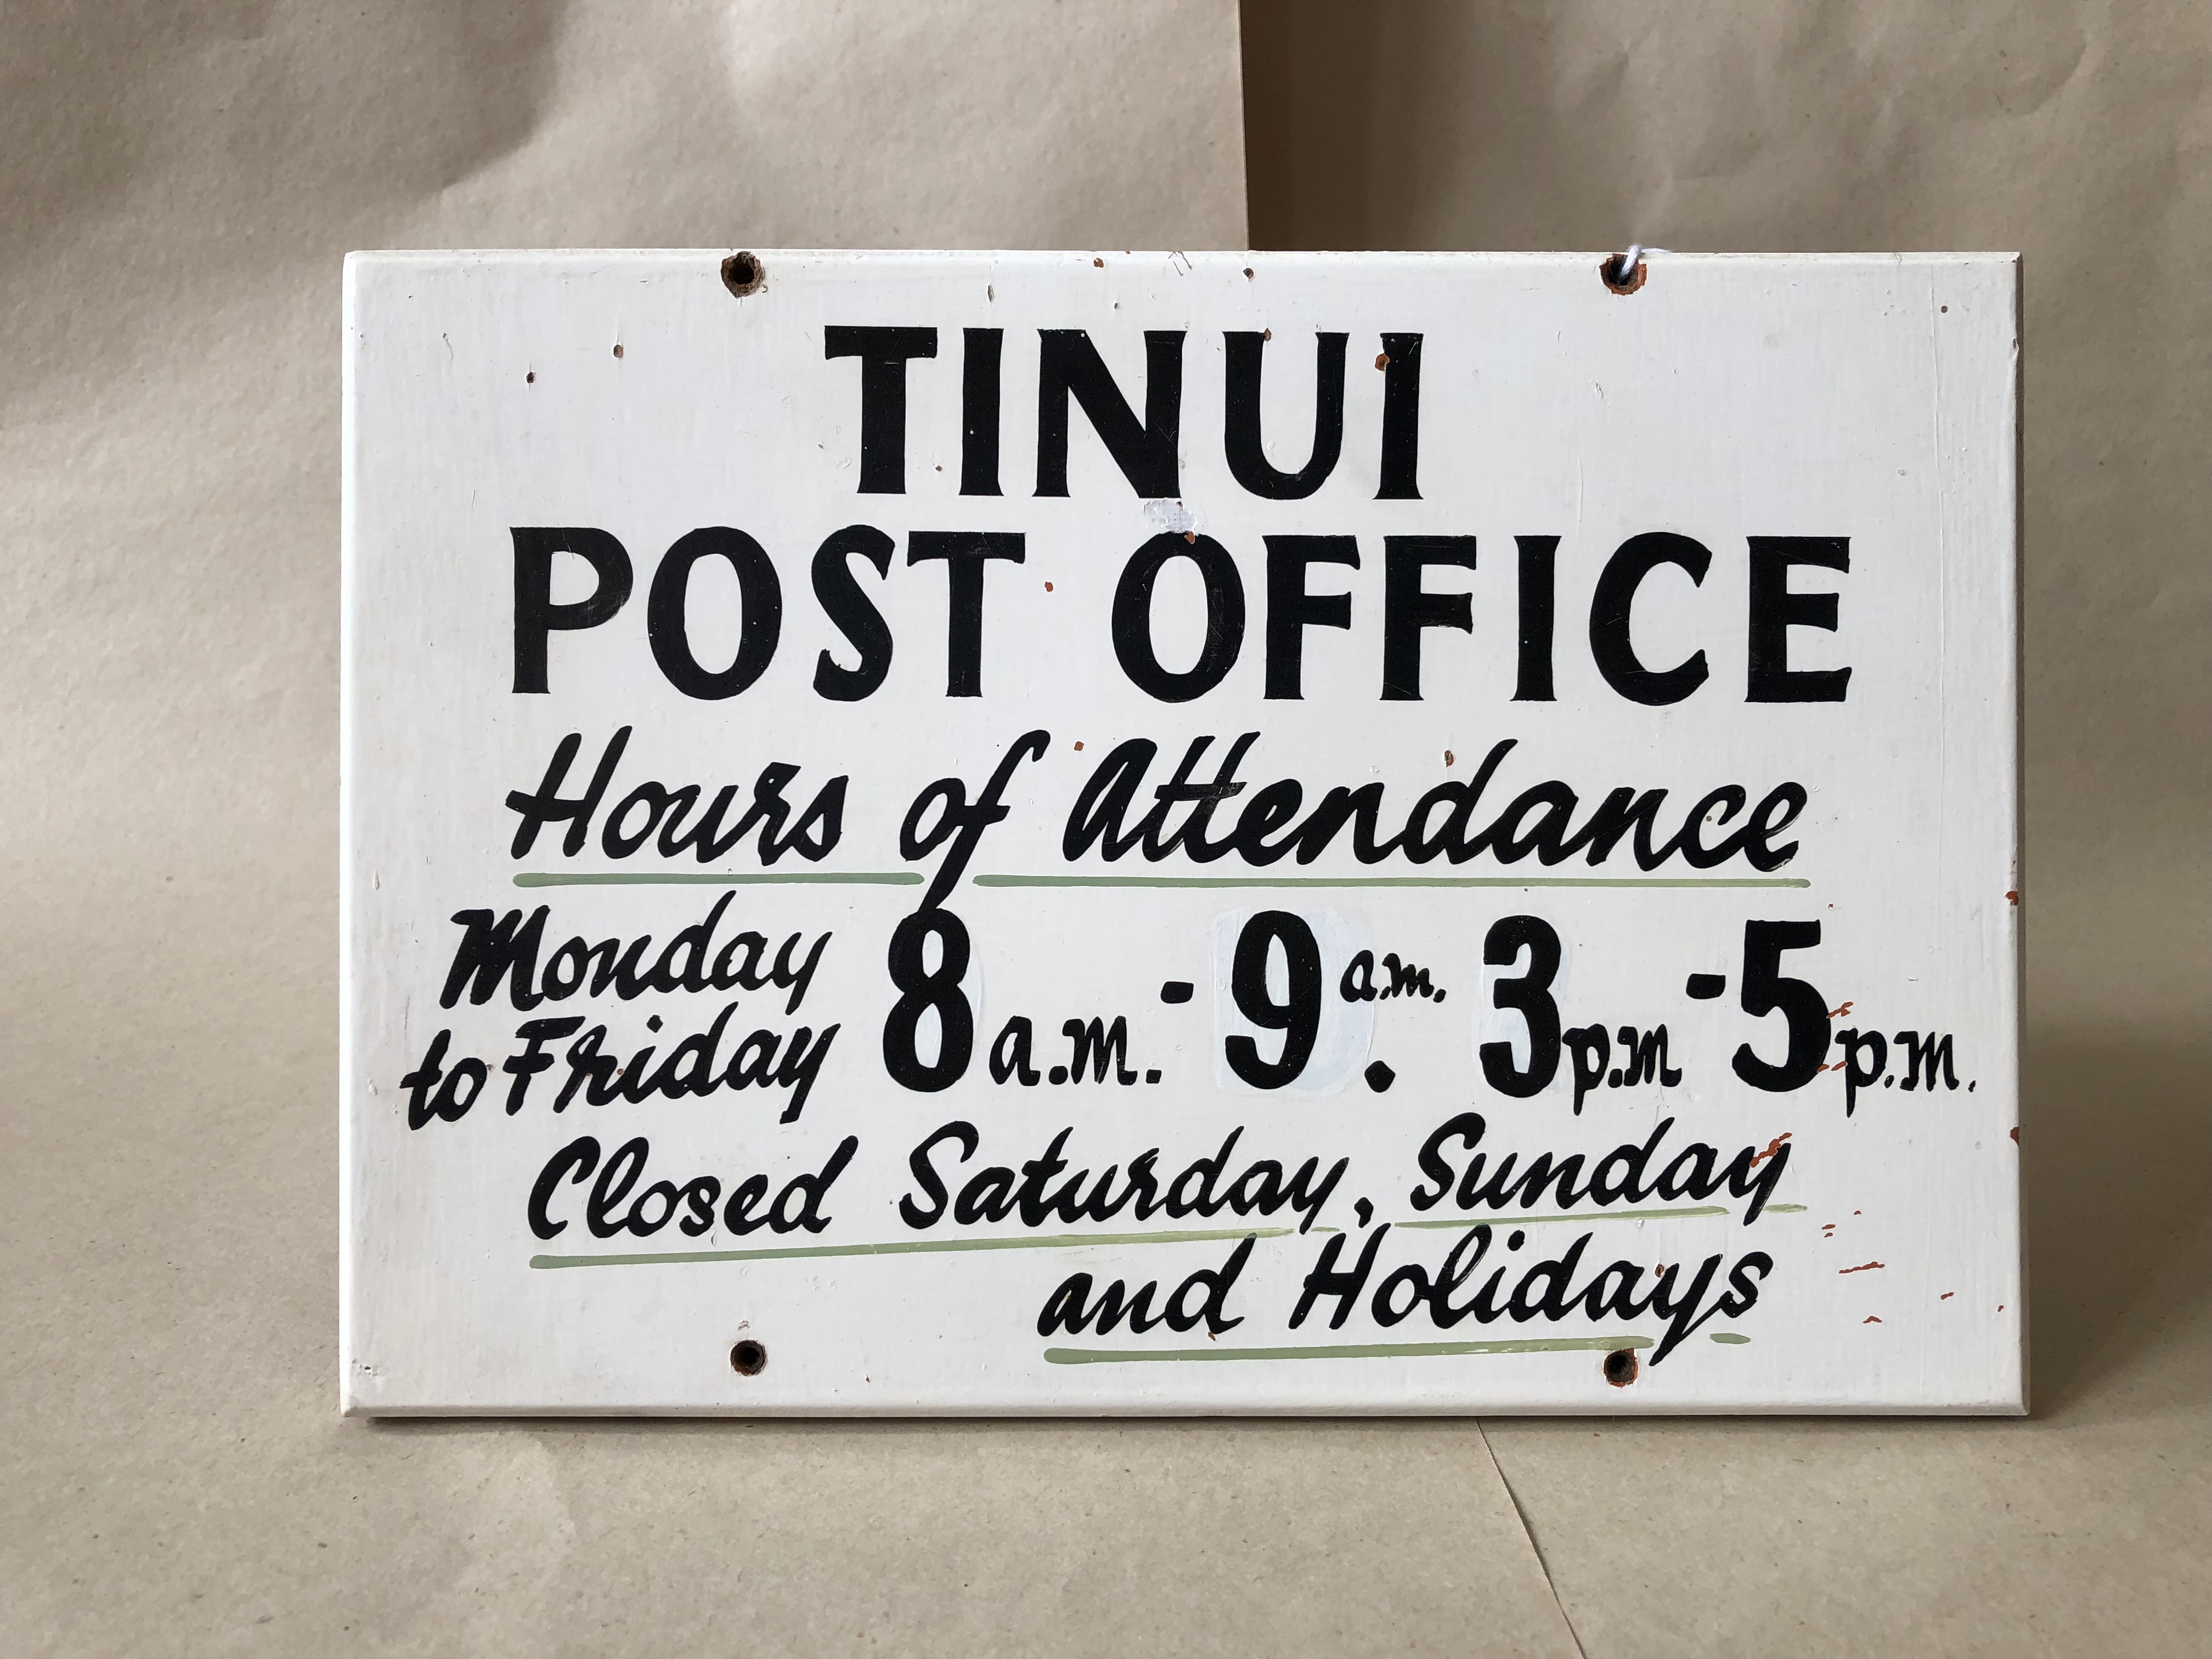 TINUI
POST OFFICE
Hours of Attendance
Monday
to Friday 8 a.m. - 9 a.m. . 3 p.m - 5 p.m.
Closed Saturday, Sunday
and Holidays